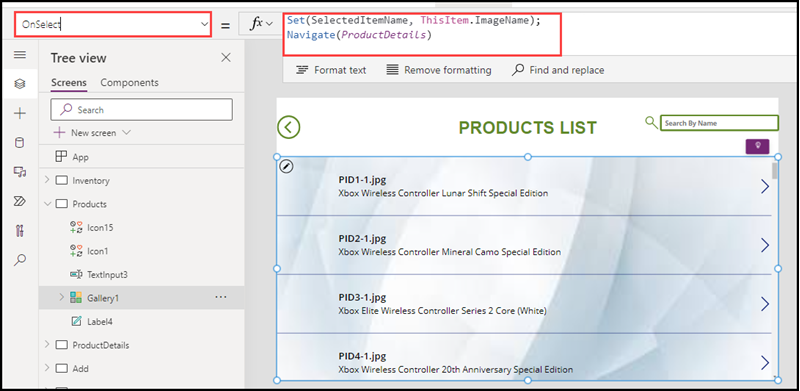 OnSelect
=
fx
Set(SelectedItemName, ThisItem.ImageName);
Navigate(ProductDetails)
Format text
Remove formatting
Find and replace
Tree view
Screens
Components
Search
New screen
App
Inventory
Products
Icon15
Icon1
TextInput3
Gallery1
Label4
ProductDetails
Add
PRODUCTS LIST
Search By Name
PID1-1.jpg
Xbox Wireless Controller Lunar Shift Special Edition
PID2-1.jpg
Xbox Wireless Controller Mineral Camo Special Edition
PID3-1.jpg
Xbox Elite Wireless Controller Series 2 Core (White)
PID4-1.jpg
Xbox Wireless Controller 20th Anniversary Special Edition